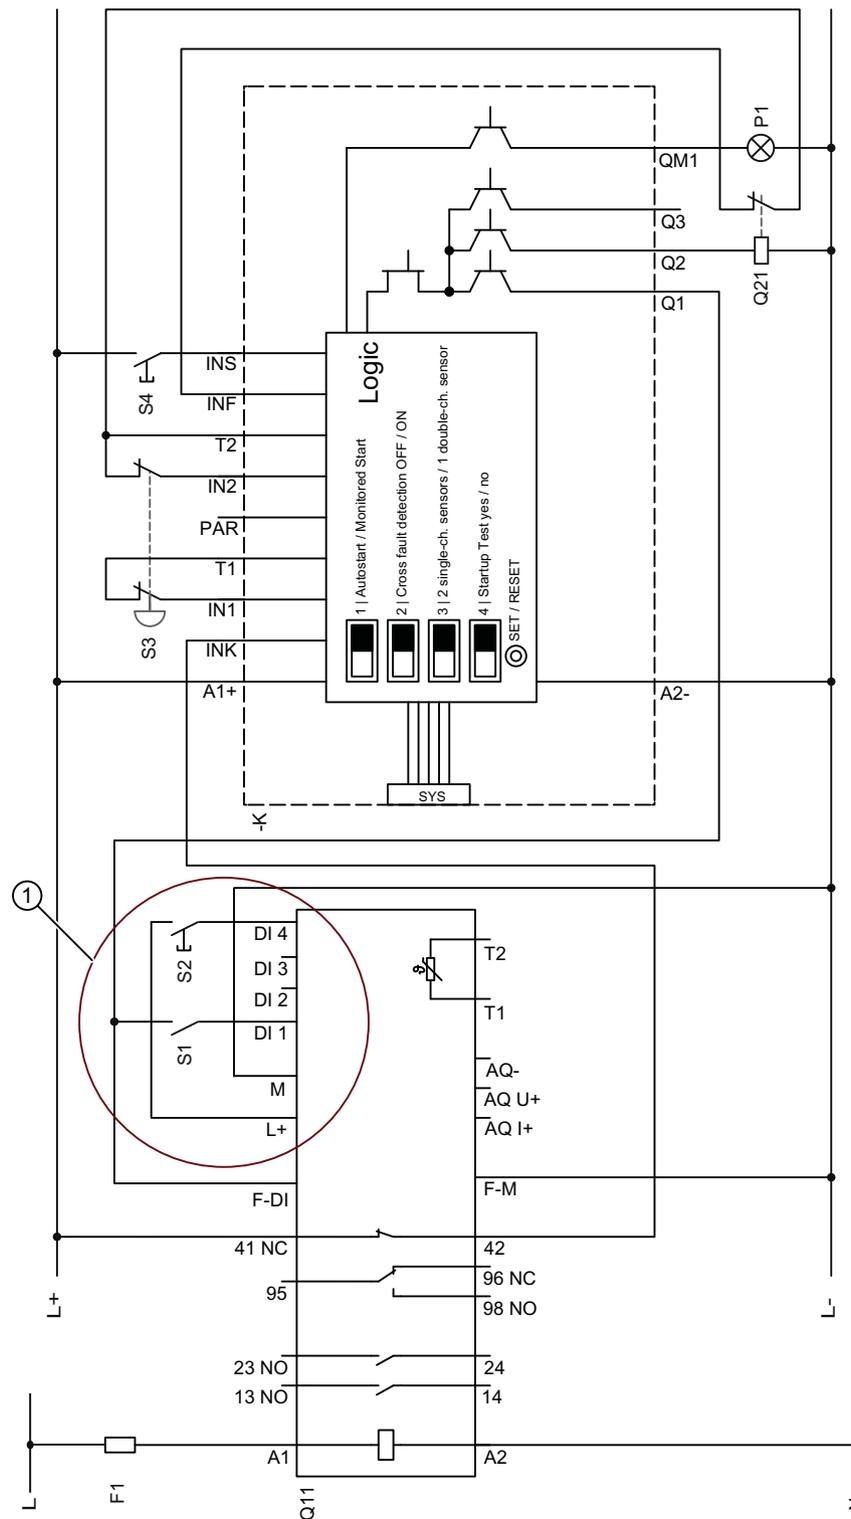 P1
QM1
Q3
Q2
Q21
Q1
INS
S4
INF
T2
IN2
PAR
T1
IN1
S3
INK
A1+
A2-
Logic
1 | Autostart / Monitored Start
2 | Cross fault detection OFF / ON
3 | 2 single-ch. sensors / 1 double-ch. sensor
4 | Startup Test yes / no
SET / RESET
SYS
-K
1
DI 4
S2
DI 3
DI 2
DI 1
S1
M
L+
T2
T1
AQ-
AQ U+
AQ I+
F-DI
F-M
41 NC
42
95
96 NC
98 NO
L+
L-
23 NO
24
13 NO
14
A1
A2
L
F1
Q11